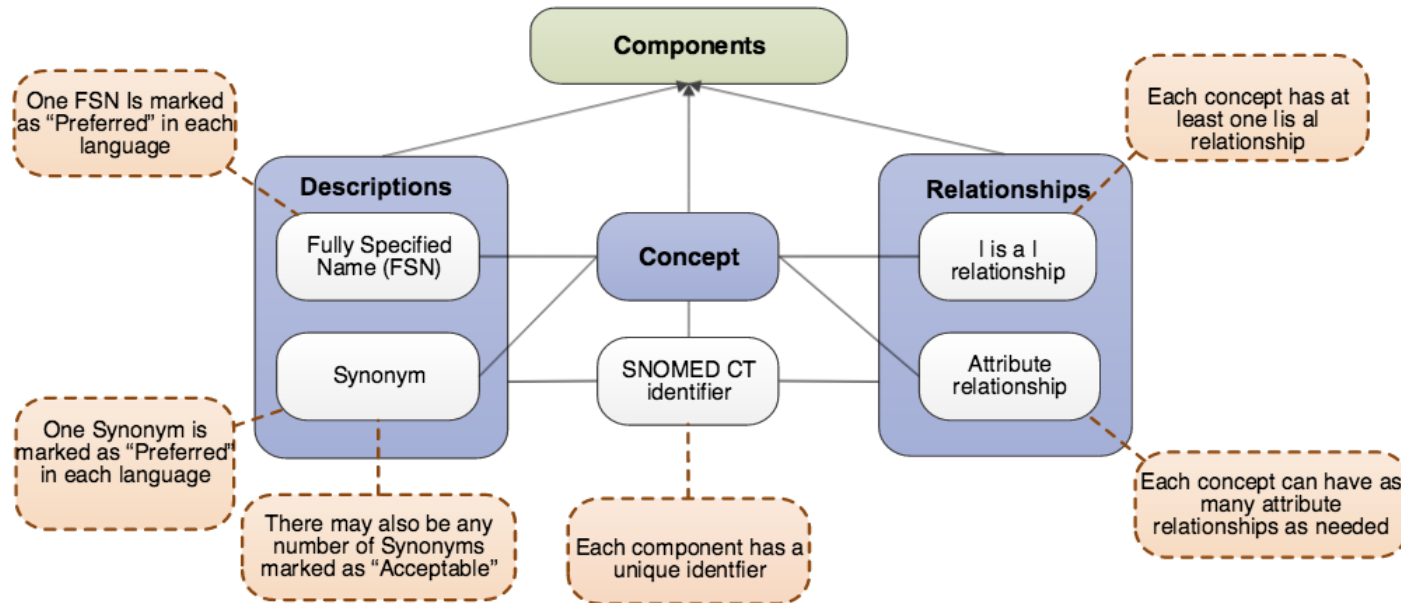 Components
One FSN Is marked
as “Preferred” in each
language
Each concept has at
least one lis al
relationship
Descriptions
Relationships
Fully Specified
Name (FSN)
Concept
l is a l
relationship
Synonym
SNOMED CT
identifier
Attribute
relationship
One Synonym is
marked as “Preferred”
in each language
There may also be any
number of Synonyms
marked as “Acceptable”
Each component has a
unique identfier
Each concept can have as
many attribute
relationships as needed